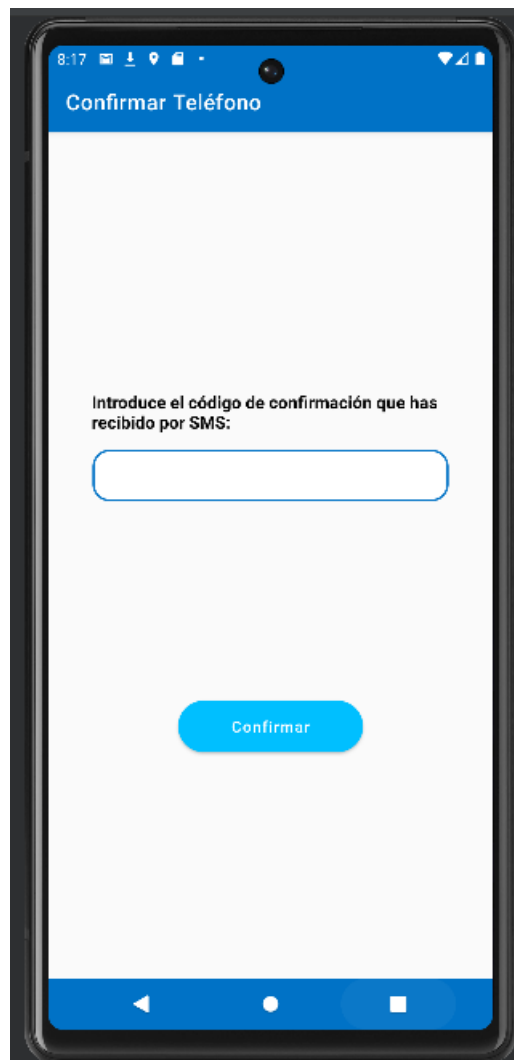 8:17
Confirmar Teléfono
Introduce el código de confirmación que has
recibido por SMS:
Confirmar